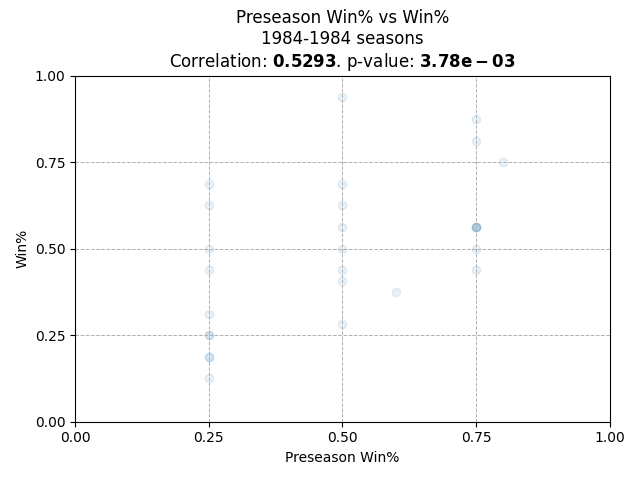 Preseason Win% vs Win%
1984-1984 seasons
Correlation: 0.5293. p-value: 3.78e−03
1.00
0.75
0.50
0.25
0.00
Win%
0.00 0.25 0.50 0.75 1.00
Preseason Win%